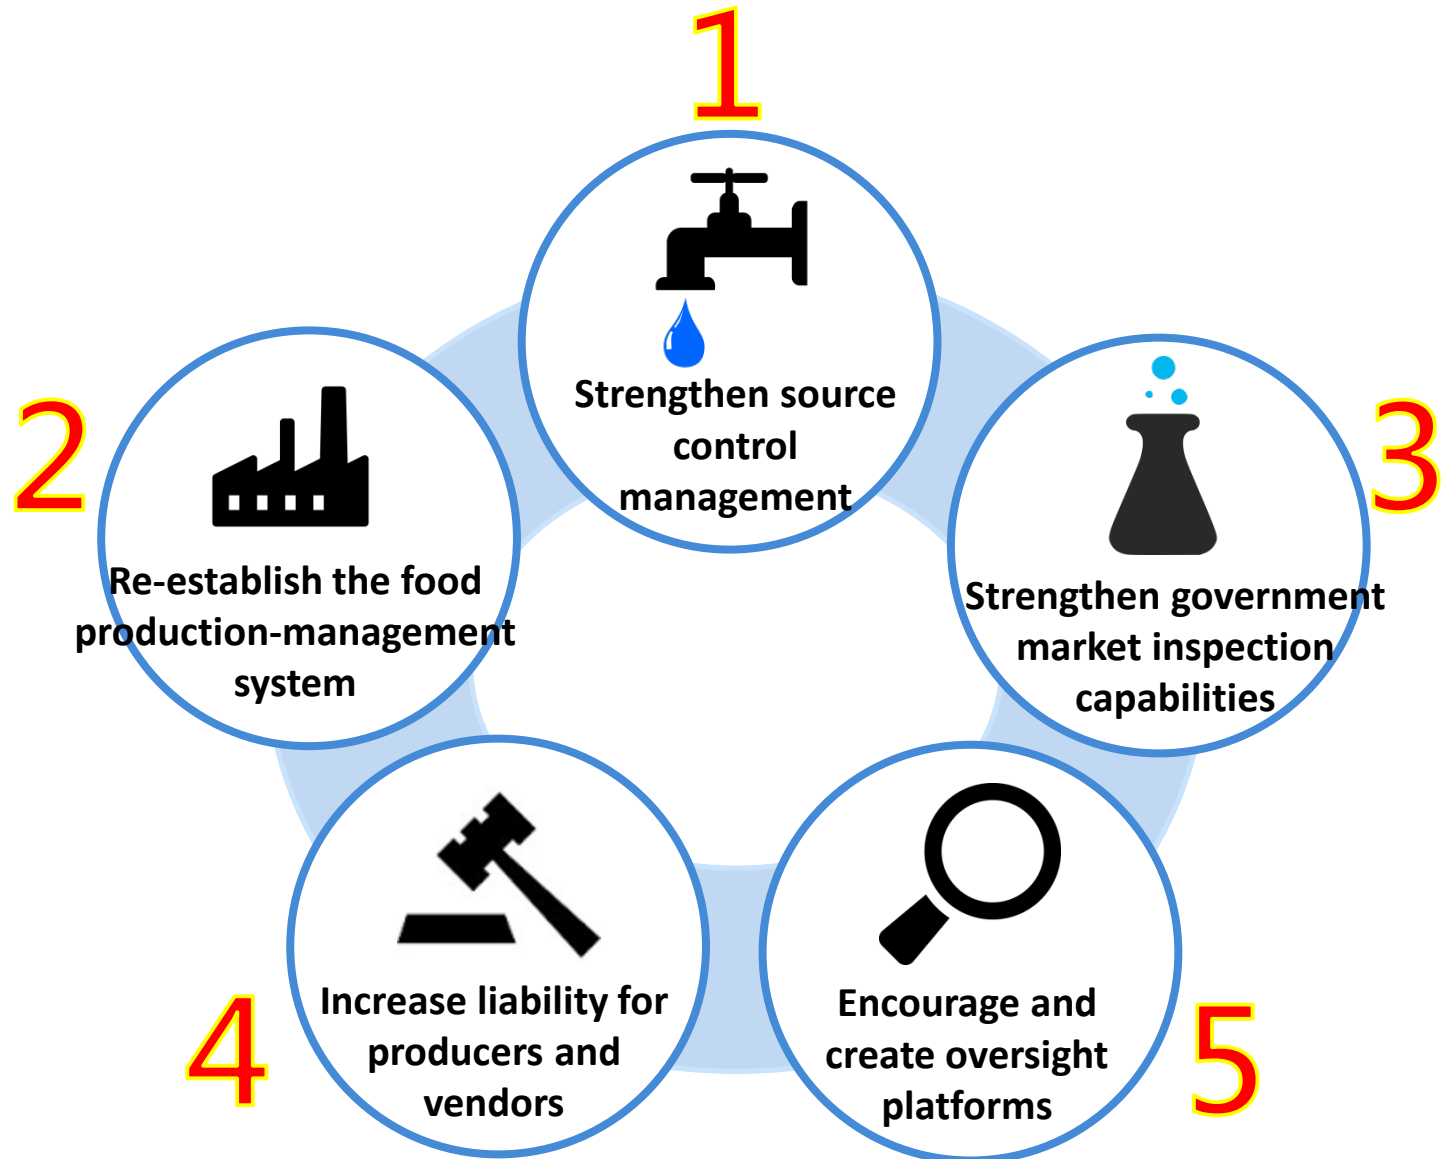 1
Strengthen source
control
management
2
Re-establish the food
production-management
system
3
Strengthen government
market inspection
capabilities
4
Increase liability for
producers and
vendors
5
Encourage and
create oversight
platforms